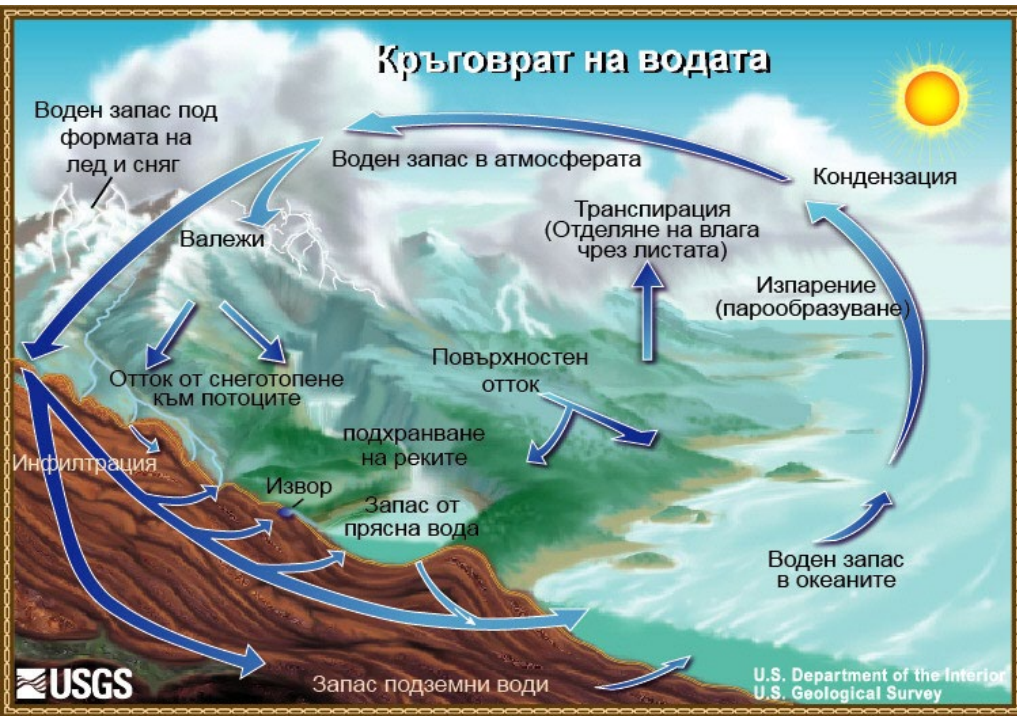 Кръговрат на водата
Воден запас под
формата на
лед и сняг
Воден запас в атмосферата
Кондензация
Транспирация
(Отделяне на влага
чрез листата)
Валежи
Изпарение
(парообразуване)
Повърхностен
отток
Отток от снеготопене
към потоците
подхранване
на реките
Инфилтрация
Извор
Запас от
прясна вода
Воден запас
в океаните
Запас подземни води
USGS
U.S. Department of the Interior
U.S. Geological Survey